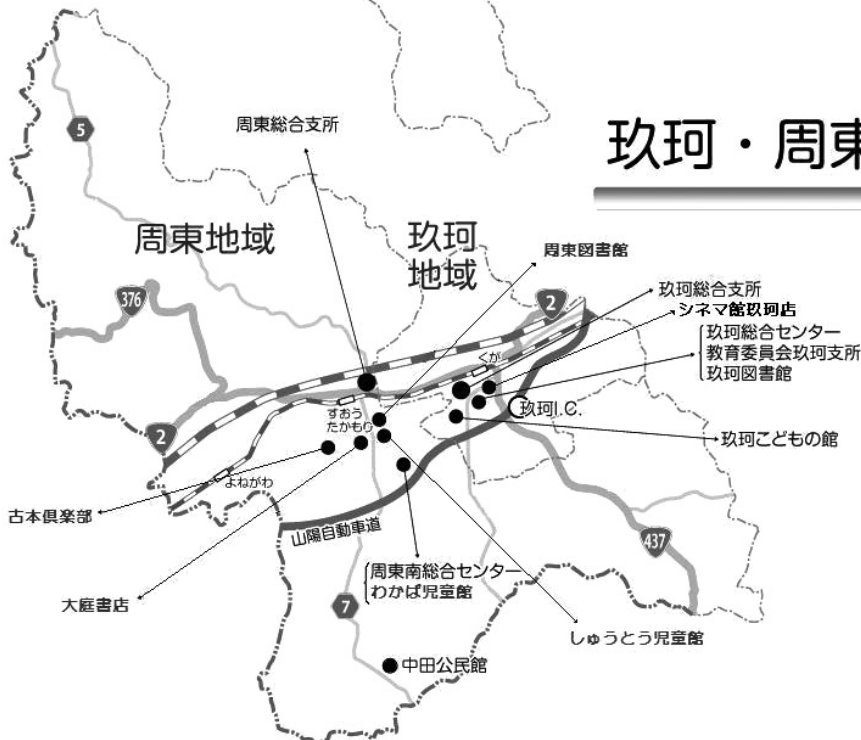 玖珂・周東
周東総合支所
5
周東地域
玖珂
地域
周東図書館
376
2
玖珂総合支所
シネマ館玖珂店
玖珂総合センター
教育委員会玖珂支所
玖珂図書館
くが
玖珂I.C.
すおう
たかもり
2
玖珂こどもの館
よねがわ
古本倶楽部
山陽自動車道
437
周東南総合センター
わかば児童館
大庭書店
7
しゅうとう児童館
中田公民館